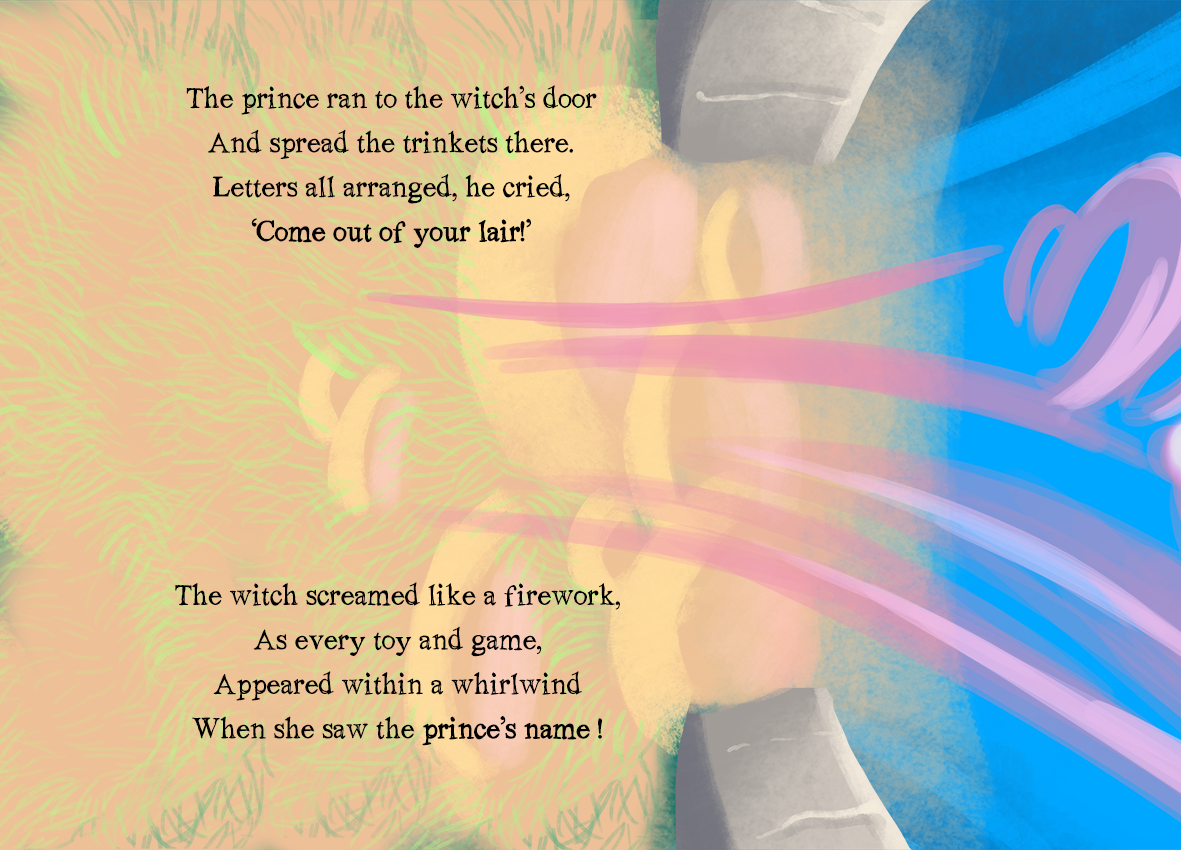 The prince ran to the witch’s door
And spread the trinkets there.
Letters all arranged, he cried,
‘Come out of your lair!’
The witch screamed like a firework,
As every toy and game,
Appeared within a whirlwind
When she saw the prince’s name !